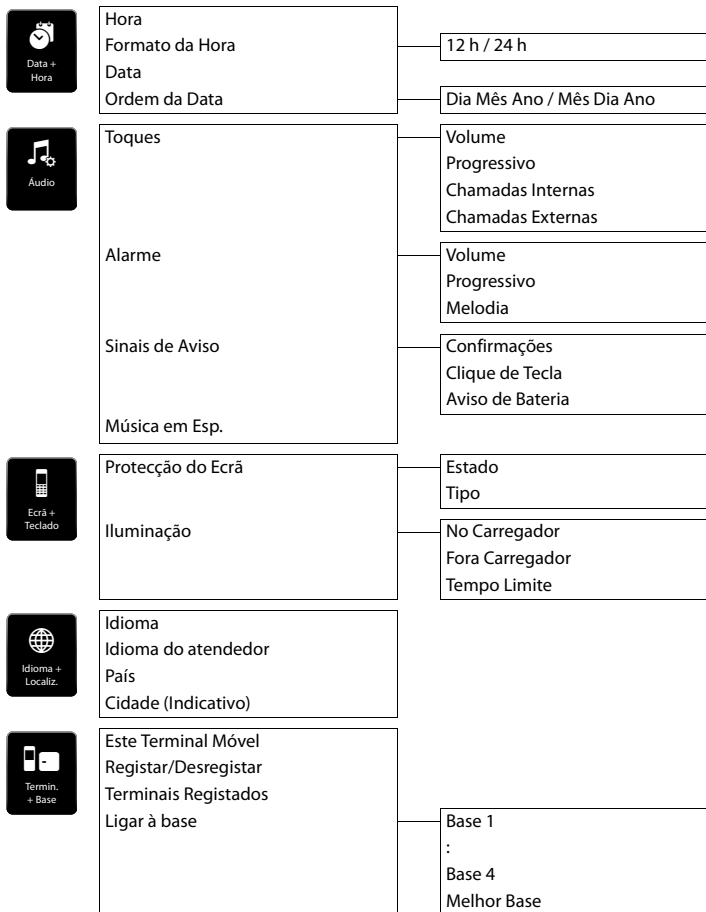 Data +
Hora
Hora
Formato da Hora
12 h / 24 h
Data
Ordem da Data
Dia Mês Ano / Mês Dia Ano
Áudio
Toques
Volume
Progressivo
Chamadas Internas
Chamadas Externas
Alarme
Volume
Progressivo
Melodia
Sinais de Aviso
Confirmações
Clique de Tecla
Aviso de Bateria
Música em Esp.
Ecrã +
Teclado
Protecção do Ecrã
Estado
Tipo
Iluminação
No Carregador
Fora Carregador
Tempo Limite
Idioma +
Localiz.
Idioma
Idioma do atendedor
País
Cidade (Indicativo)
Termin.
+ Base
Este Terminal Móvel
Registar/Desregistar
Terminais Registados
Ligar à base
Base 1
:
Base 4
Melhor Base